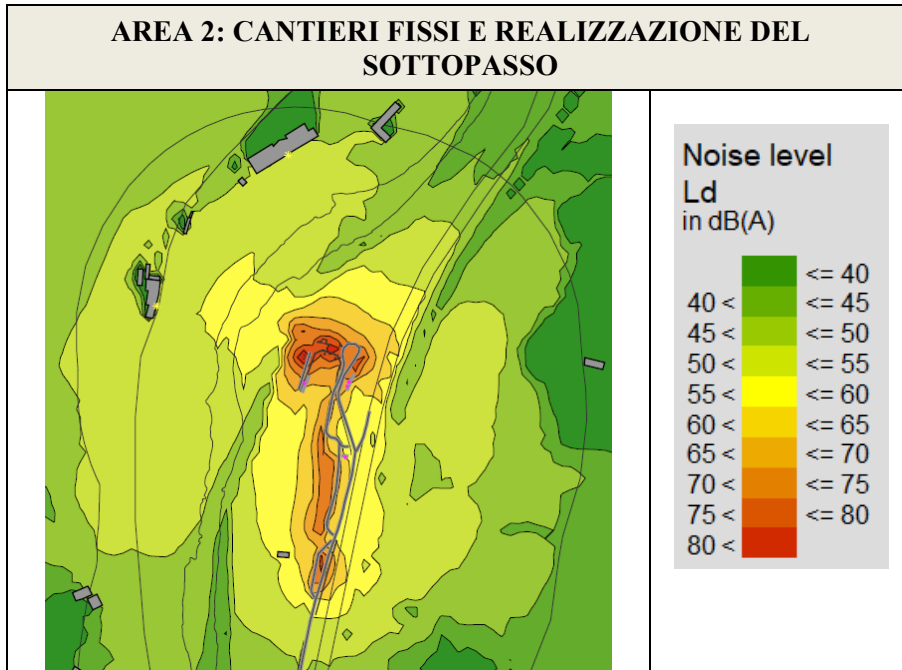 AREA 2: CANTIERI FISSI E REALIZZAZIONE DEL
SOTTOPASSO
Noise level
Ld
in dB(A)
<= 40
40 < <= 45
45 < <= 50
50 < <= 55
55 < <= 60
60 < <= 65
65 < <= 70
70 < <= 75
75 < <= 80
80 <